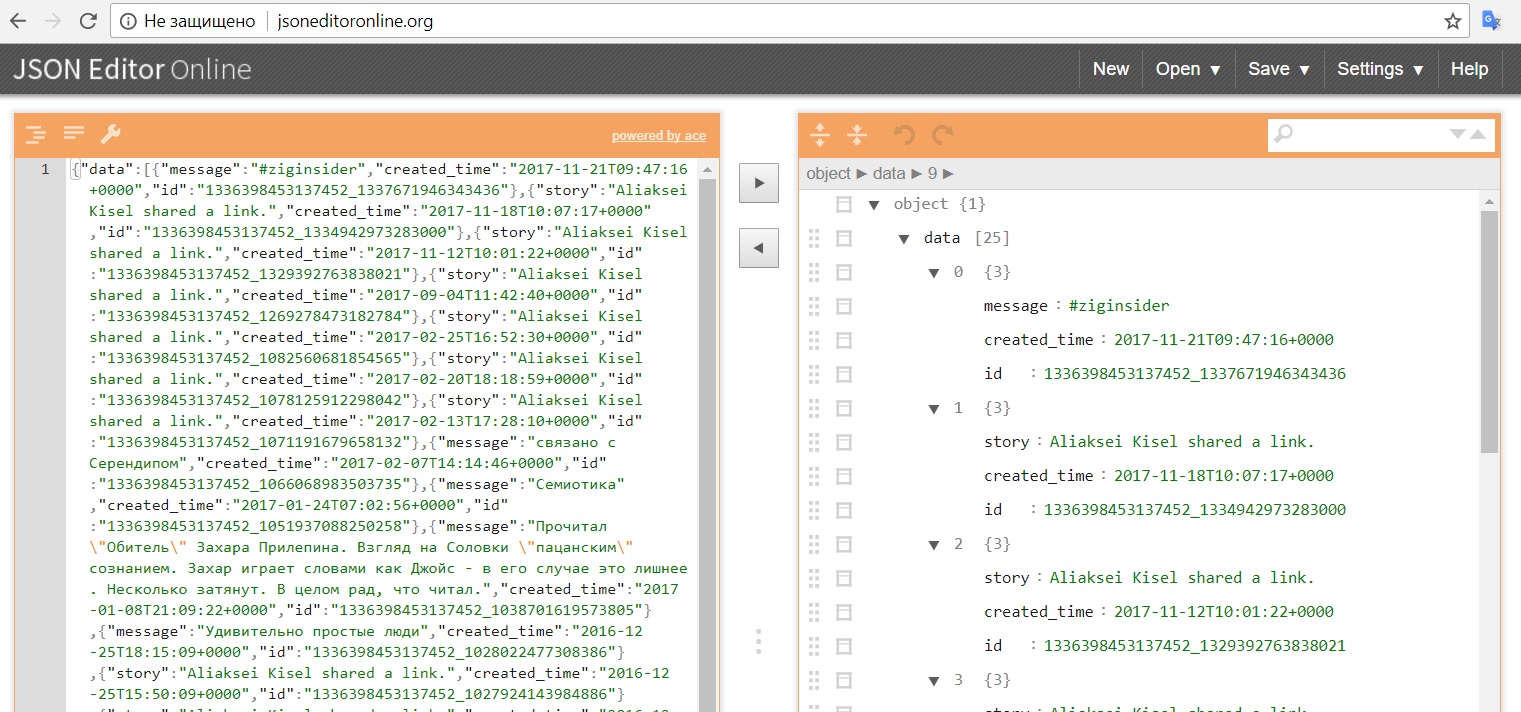 Не защищено jsoneditoronline.org
JSON Editor Online
New Open ▼ Save ▼ Settings ▼ Help
powered by ace
1
{"data":[{"message":"#ziginsider","created_time":"2017-11-21T09:47:16
+0000","id":"1336398453137452_1337671946343436"},{"story":"Aliaksei
Kisel shared a link.","created_time":"2017-11-18T10:07:17+0000"
,"id":"1336398453137452_1334942973283000"},{"story":"Aliaksei Kisel
shared a link.","created_time":"2017-11-12T10:01:22+0000","id"
:"1336398453137452_1329392763838021"},{"story":"Aliaksei Kisel
shared a link.","created_time":"2017-09-04T11:42:40+0000","id"
:"1336398453137452_1269278473182784"},{"story":"Aliaksei Kisel
shared a link.","created_time":"2017-02-25T16:52:30+0000","id"
:"1336398453137452_1082560681854565"},{"story":"Aliaksei Kisel
shared a link.","created_time":"2017-02-20T18:18:59+0000","id"
:"1336398453137452_1078125912298042"},{"story":"Aliaksei Kisel
shared a link.","created_time":"2017-02-13T17:28:10+0000","id"
:"1336398453137452_1071191679658132"},{"message":"связано с
Серендипом","created_time":"2017-02-07T14:14:46+0000","id"
:"1336398453137452_1066068983503735"},{"message":"Семиотика"
,"created_time":"2017-01-24T07:02:56+0000","id"
:"1336398453137452_1051937088250258"},{"message":"Прочитал
\"Обитель\" Захара Прилепина. Взгляд на Соловки \"пацанским\"
сознанием. Захар играет словами как Джойс - в его случае это лишнее
. Несколько затянут. В целом рад, что читал.","created_time":"2017
-01-08T21:09:22+0000","id":"1336398453137452_1038701619573805"}
,{"message":"Удивительно простые люди","created_time":"2016-12
-25T18:15:09+0000","id":"1336398453137452_1028022477308386"}
,{"story":"Aliaksei Kisel shared a link.","created_time":"2016-12
-25T15:50:09+0000","id":"1336398453137452_1027924143984886"}
object ▶ data ▶ 9 ▶
▼ object {1}
▼ data [25]
▼ 0 {3}
message : #ziginsider
created_time : 2017-11-21T09:47:16+0000
id : 1336398453137452_1337671946343436
▼ 1 {3}
story : Aliaksei Kisel shared a link.
created_time : 2017-11-18T10:07:17+0000
id : 1336398453137452_1334942973283000
▼ 2 {3}
story : Aliaksei Kisel shared a link.
created_time : 2017-11-12T10:01:22+0000
id : 1336398453137452_1329392763838021
▼ 3 {3}
story : Aliaksei Kisel shared a link.